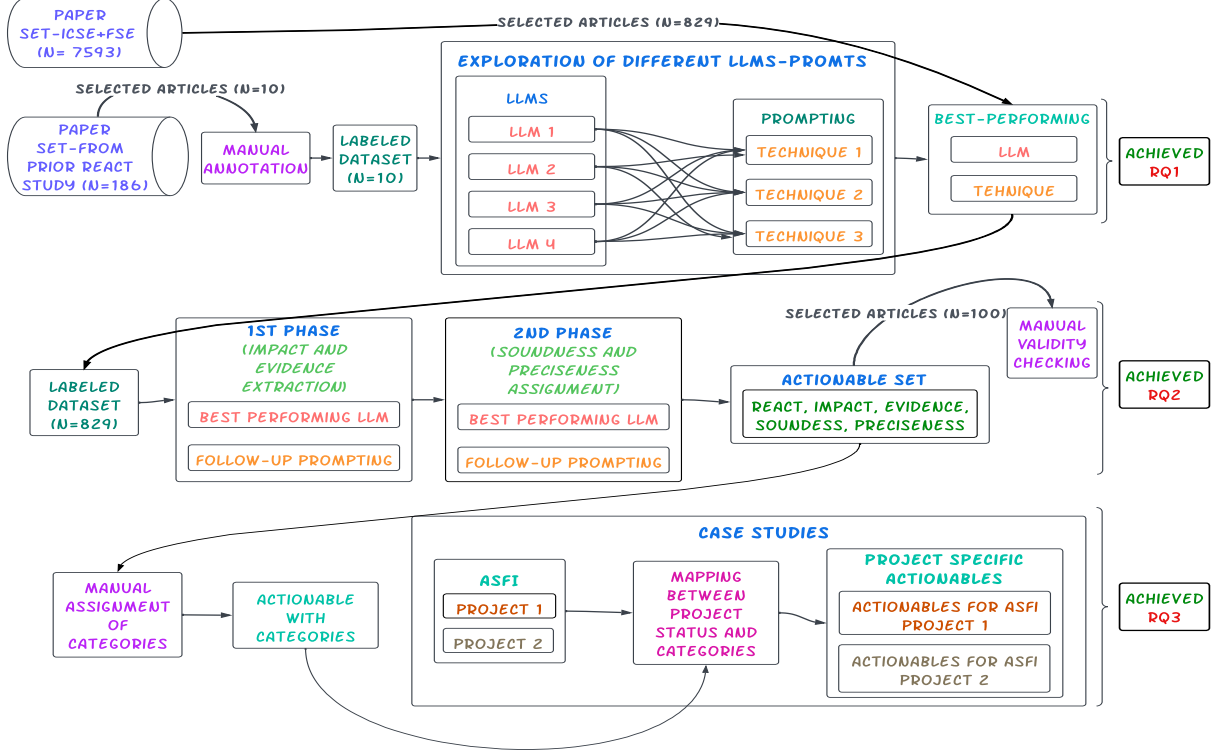 PAPER
SET-ICSE+FSE
(N= 7593)
SELECTED ARTICLES (N=829)
SELECTED ARTICLES (N=10)
PAPER
SET-FROM
PRIOR REACT
STUDY (N=186)
MANUAL
ANNOTATION
LABELED
DATASET
(N=10)
EXPLORATION OF DIFFERENT LLMS-PROMTS
LLMS
LLM 1
LLM 2
LLM 3
LLM 4
PROMPTING
TECHNIQUE 1
TECHNIQUE 2
TECHNIQUE 3
BEST-PERFORMING
LLM
TEHNIQUE
ACHIEVED
RQ1
LABELED
DATASET
(N=829)
1ST PHASE
(IMPACT AND
EVIDENCE
EXTRACTION)
BEST PERFORMING LLM
FOLLOW-UP PROMPTING
2ND PHASE
(SOUNDNESS AND
PRECISENESS
ASSIGNMENT)
BEST PERFORMING LLM
FOLLOW-UP PROMPTING
ACTIONABLE SET
REACT, IMPACT, EVIDENCE,
SOUNDESS, PRECISENESS
SELECTED ARTICLES (N=100)
MANUAL
VALIDITY
CHECKING
ACHIEVED
RQ2
MANUAL
ASSIGNMENT
OF
CATEGORIES
ACTIONABLE
WITH
CATEGORIES
CASE STUDIES
ASFI
PROJECT 1
PROJECT 2
MAPPING
BETWEEN
PROJECT
STATUS AND
CATEGORIES
PROJECT SPECIFIC
ACTIONABLES
ACTIONABLES FOR ASFI
PROJECT 1
ACTIONABLES FOR ASFI
PROJECT 2
ACHIEVED
RQ3